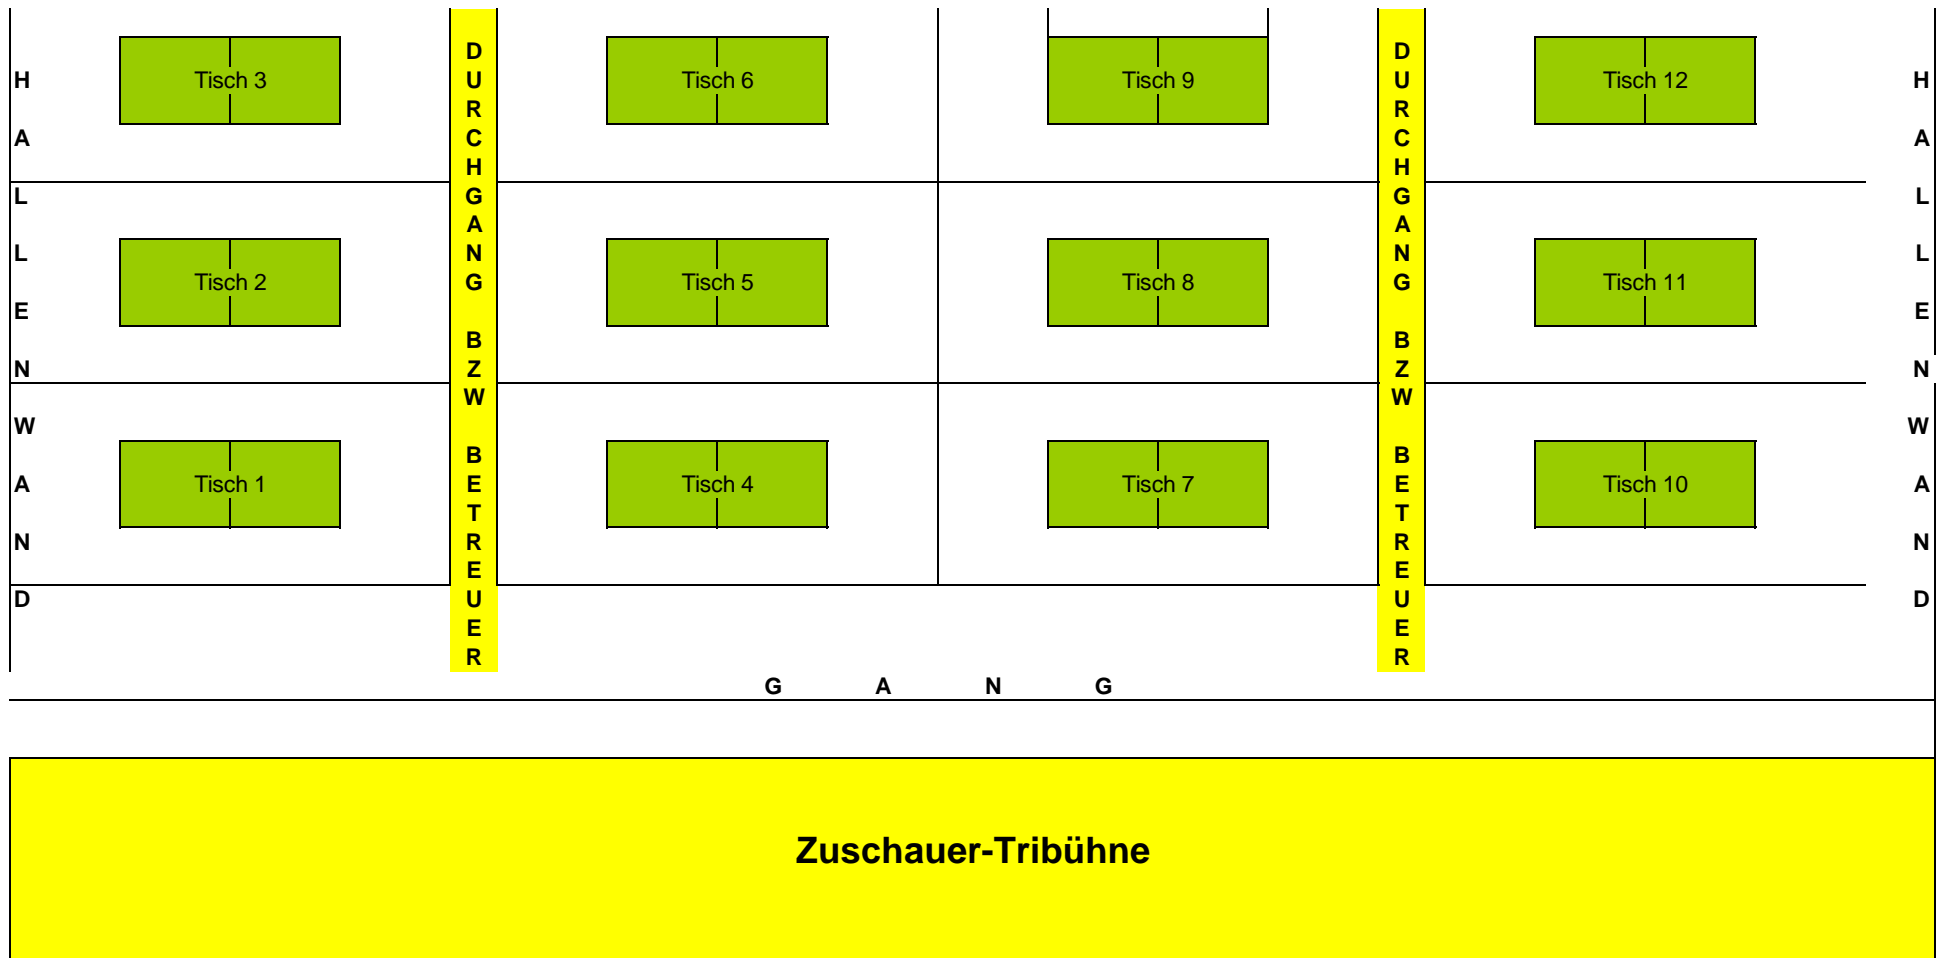 HALLENWAND
Tisch 3
DURCHGANG BZW BETREUER
Tisch 6
Tisch 9
DURCHGANG BZW BETREUER
Tisch 12
HALLENWAND
Tisch 2
Tisch 5
Tisch 8
Tisch 11
Tisch 1
Tisch 4
Tisch 7
Tisch 10
G A N G
Zuschauer-Tribühne